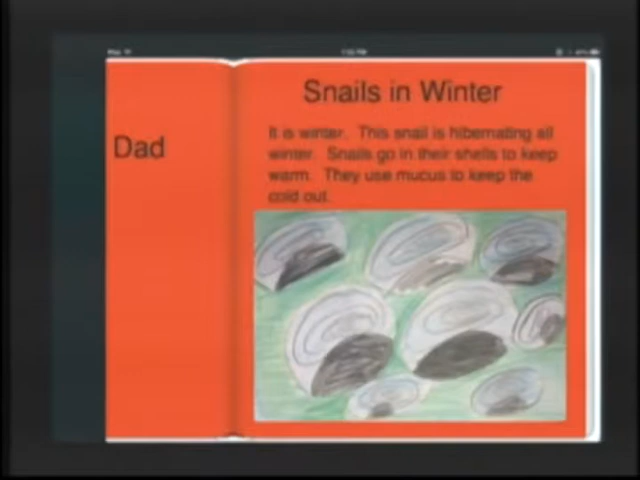 Dad
Snails in Winter
It is winter. This snail is hibernating all
winter. Snails go in their shells to keep
warm. They use mucus to keep the
cold out.